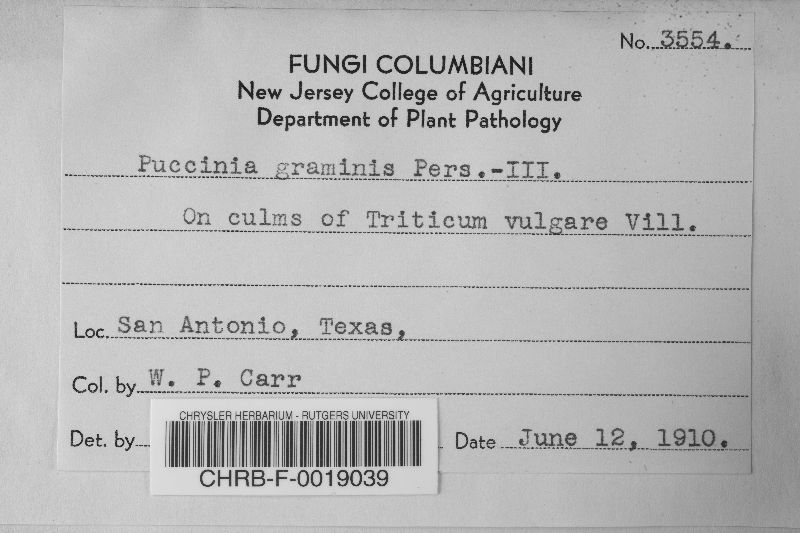 No. 3554.
FUNGI COLUMBIANI
New Jersey College of Agriculture
Department of Plant Pathology
Puccinia graminis Pers.-III.
On culms of Triticum vulgare Vill.
Loc. San Antonio, Texas,
Col. by W. P. Carr
Det. by Date June 12, 1910.
CHRYSLER HERBARIUM - RUTGERS UNIVERSITY
CHRB-F-0019039